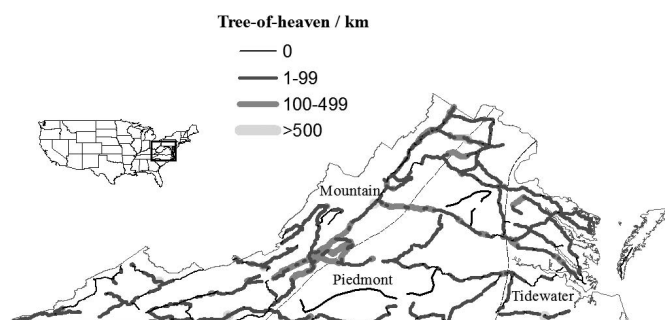 Tree-of-heaven / km
0
1-99
100-499
>500
Mountain
Piedmont
Tidewater